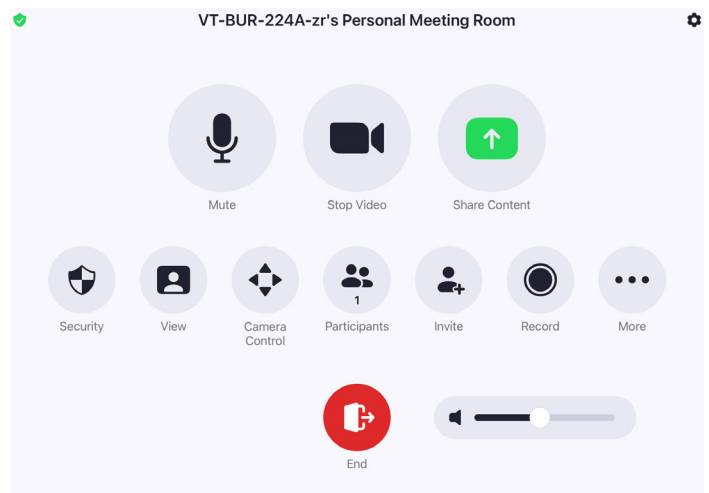 VT-BUR-224A-zr's Personal Meeting Room
Mute
Stop Video
Share Content
1
Security
View
Camera
Control
Participants
Invite
Record
More
End